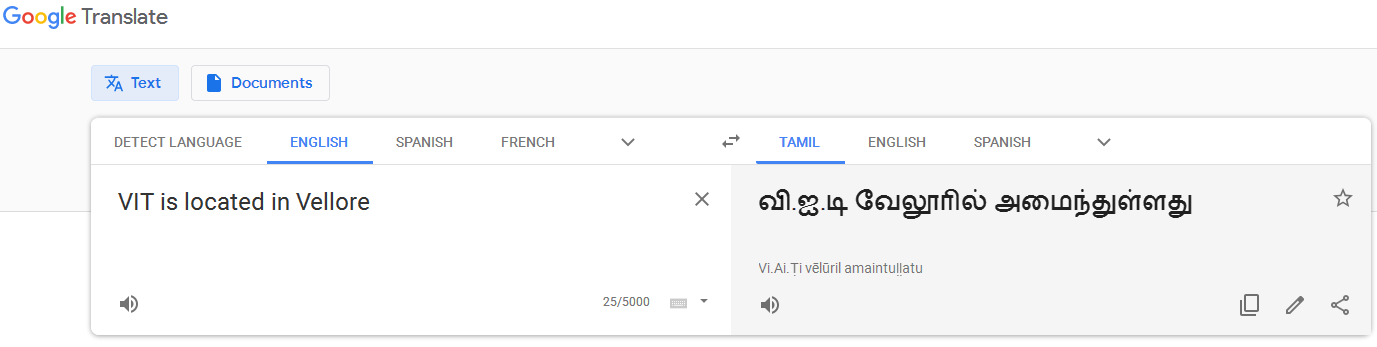 Google Translate
Text Documents
DETECT LANGUAGE ENGLISH SPANISH FRENCH TAMIL ENGLISH SPANISH
VIT is located in Vellore
வி.ஐ.டி வேலூரில் அமைந்துள்ளது
Vi.Ai.Ṭi vēlūril amaintuḷḷatu
25/5000